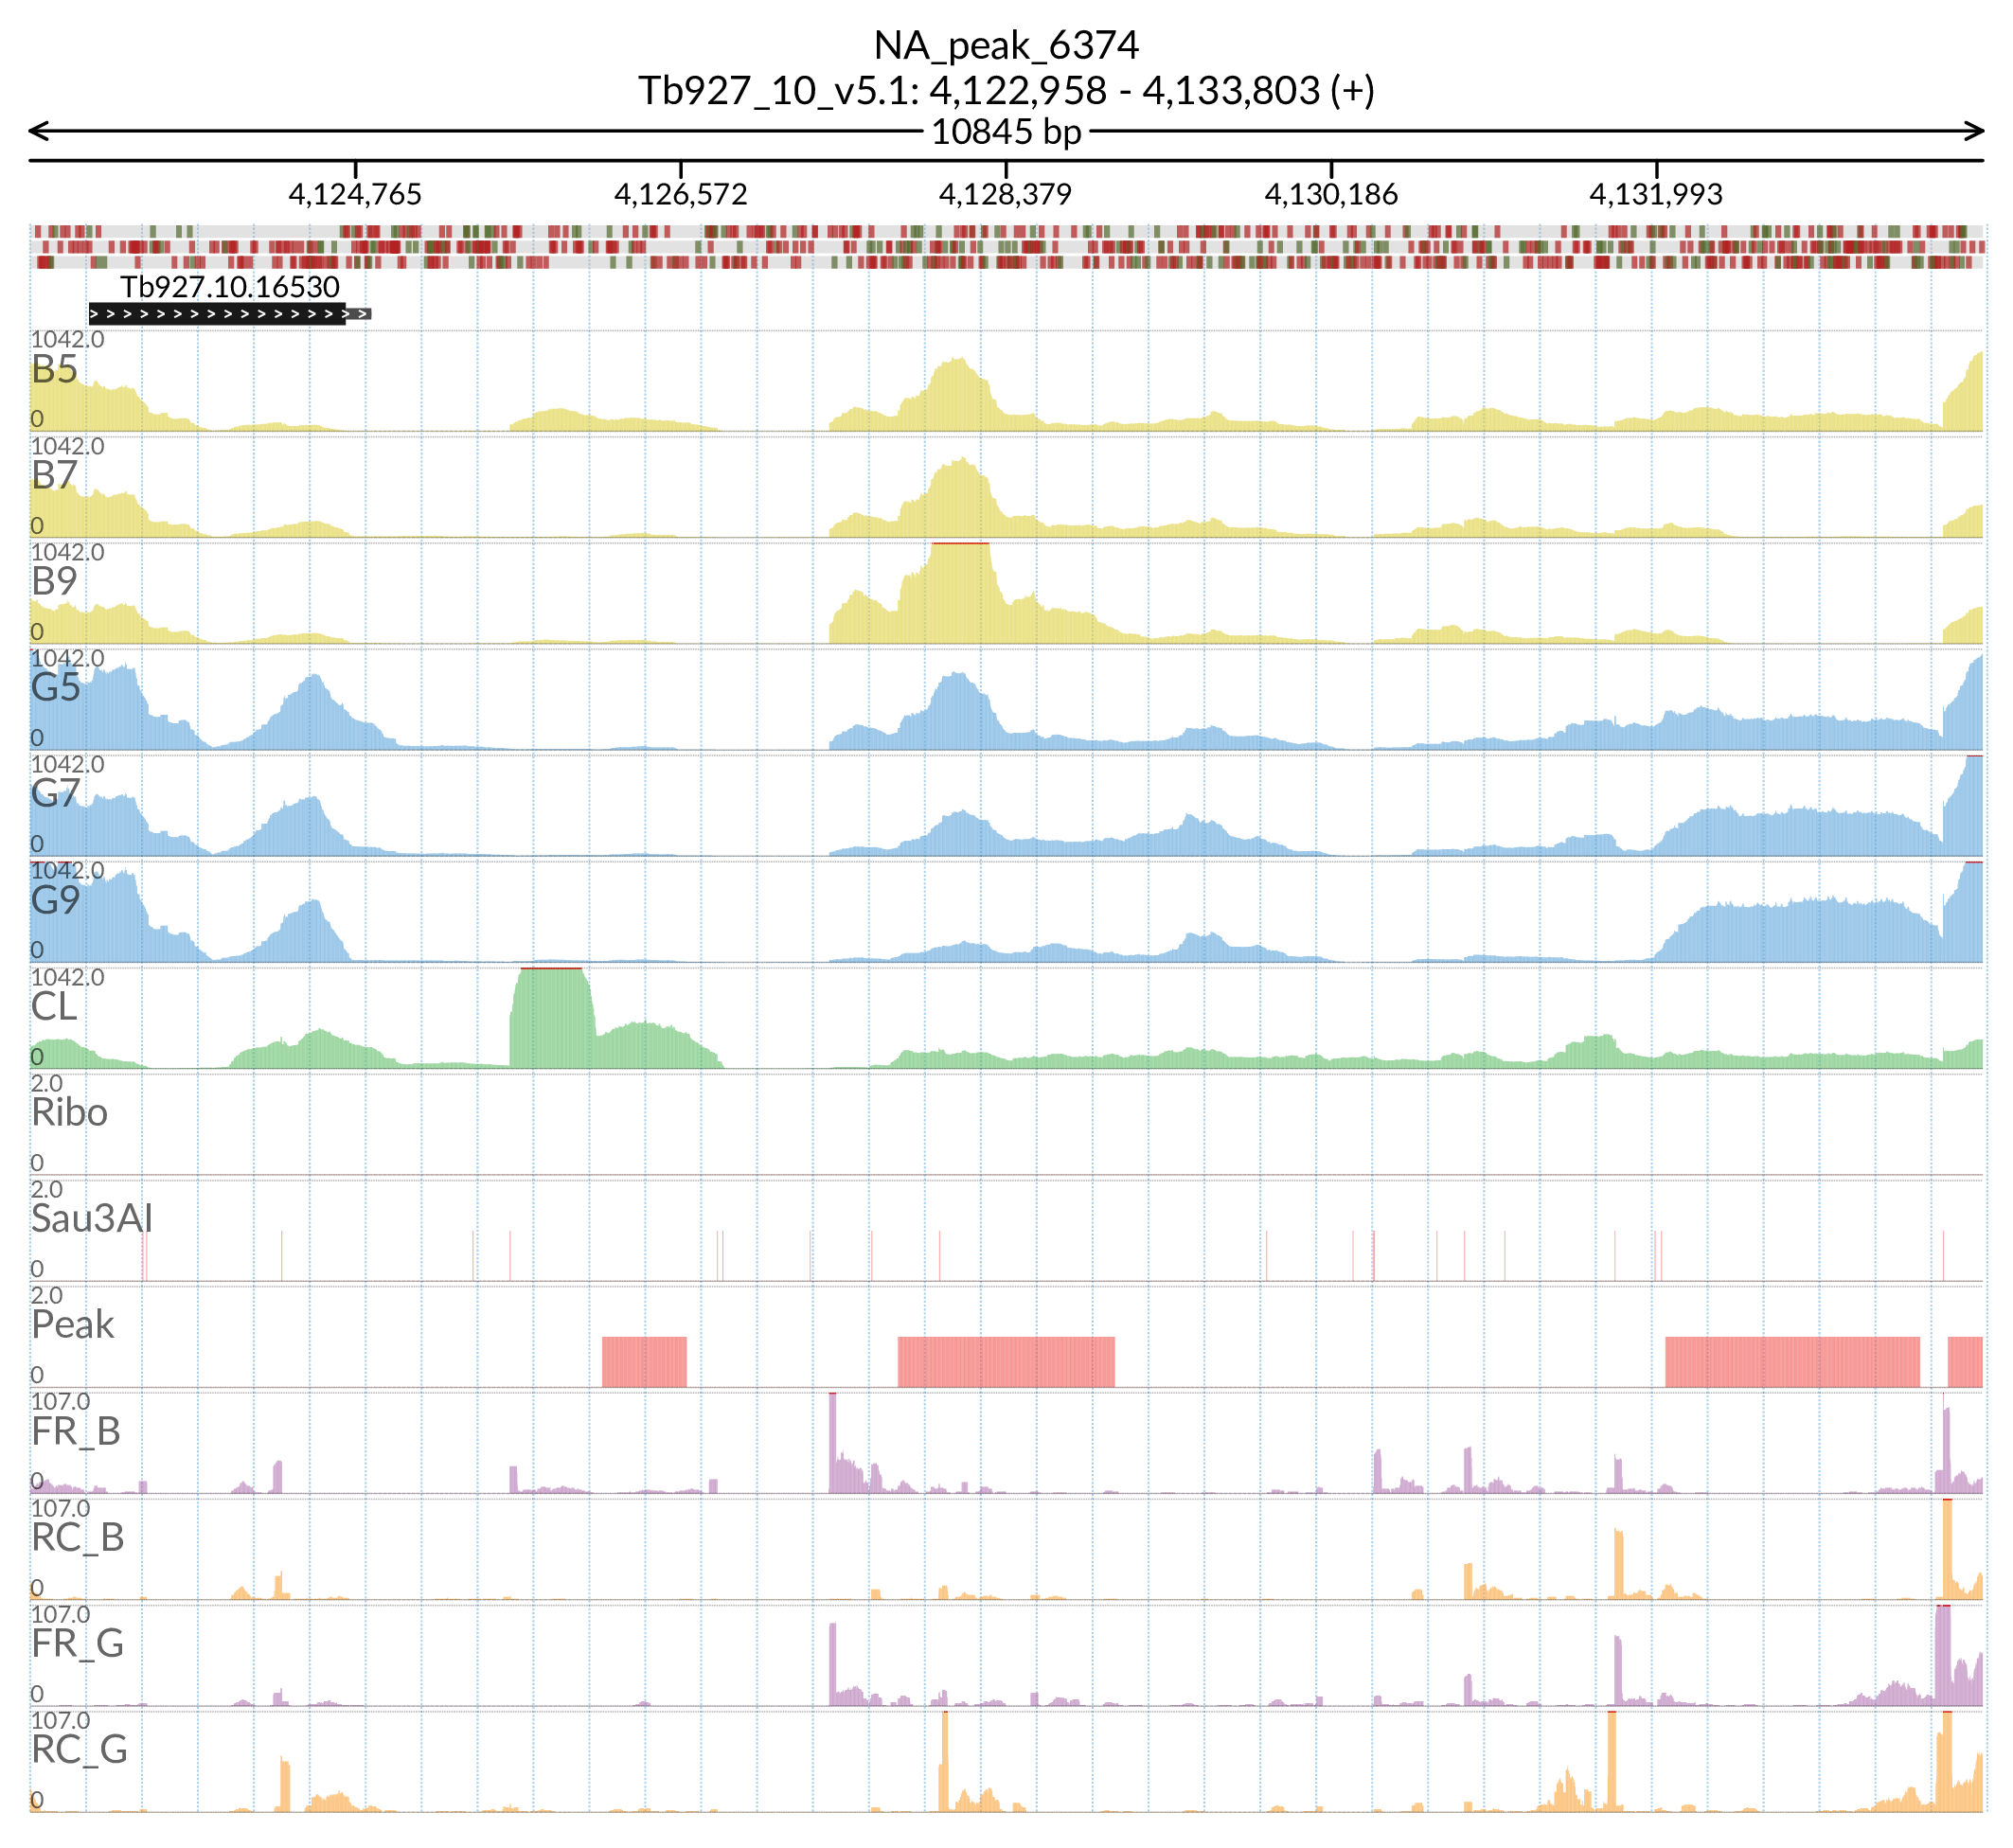 NA_peak_6374
Tb927_10_v5.1: 4,122,958 - 4,133,803 (+)
10845 bp
4,124,765 4,126,572 4,128,379 4,130,186 4,131,993
Tb927.10.16530
1042.0
B5
0
1042.0
B7
0
1042.0
B9
0
1042.0
G5
0
1042.0
G7
0
1042.0
G9
0
1042.0
CL
0
2.0
Ribo
0
2.0
Sau3AI
0
2.0
Peak
0
107.0
FR_B
0
107.0
RC_B
0
107.0
FR_G
0
107.0
RC_G
0